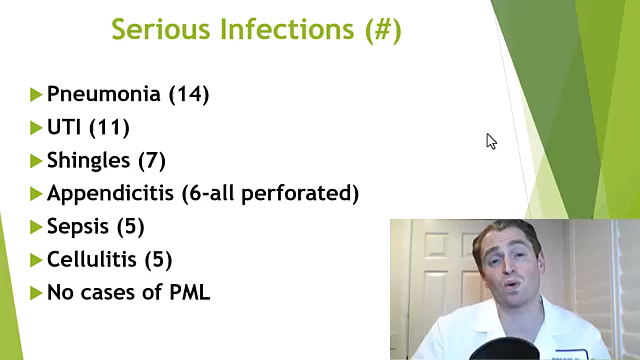 Serious Infections (#)
Pneumonia (14)
UTI (11)
Shingles (7)
Appendicitis (6-all perforated)
Sepsis (5)
Cellulitis (5)
No cases of PML